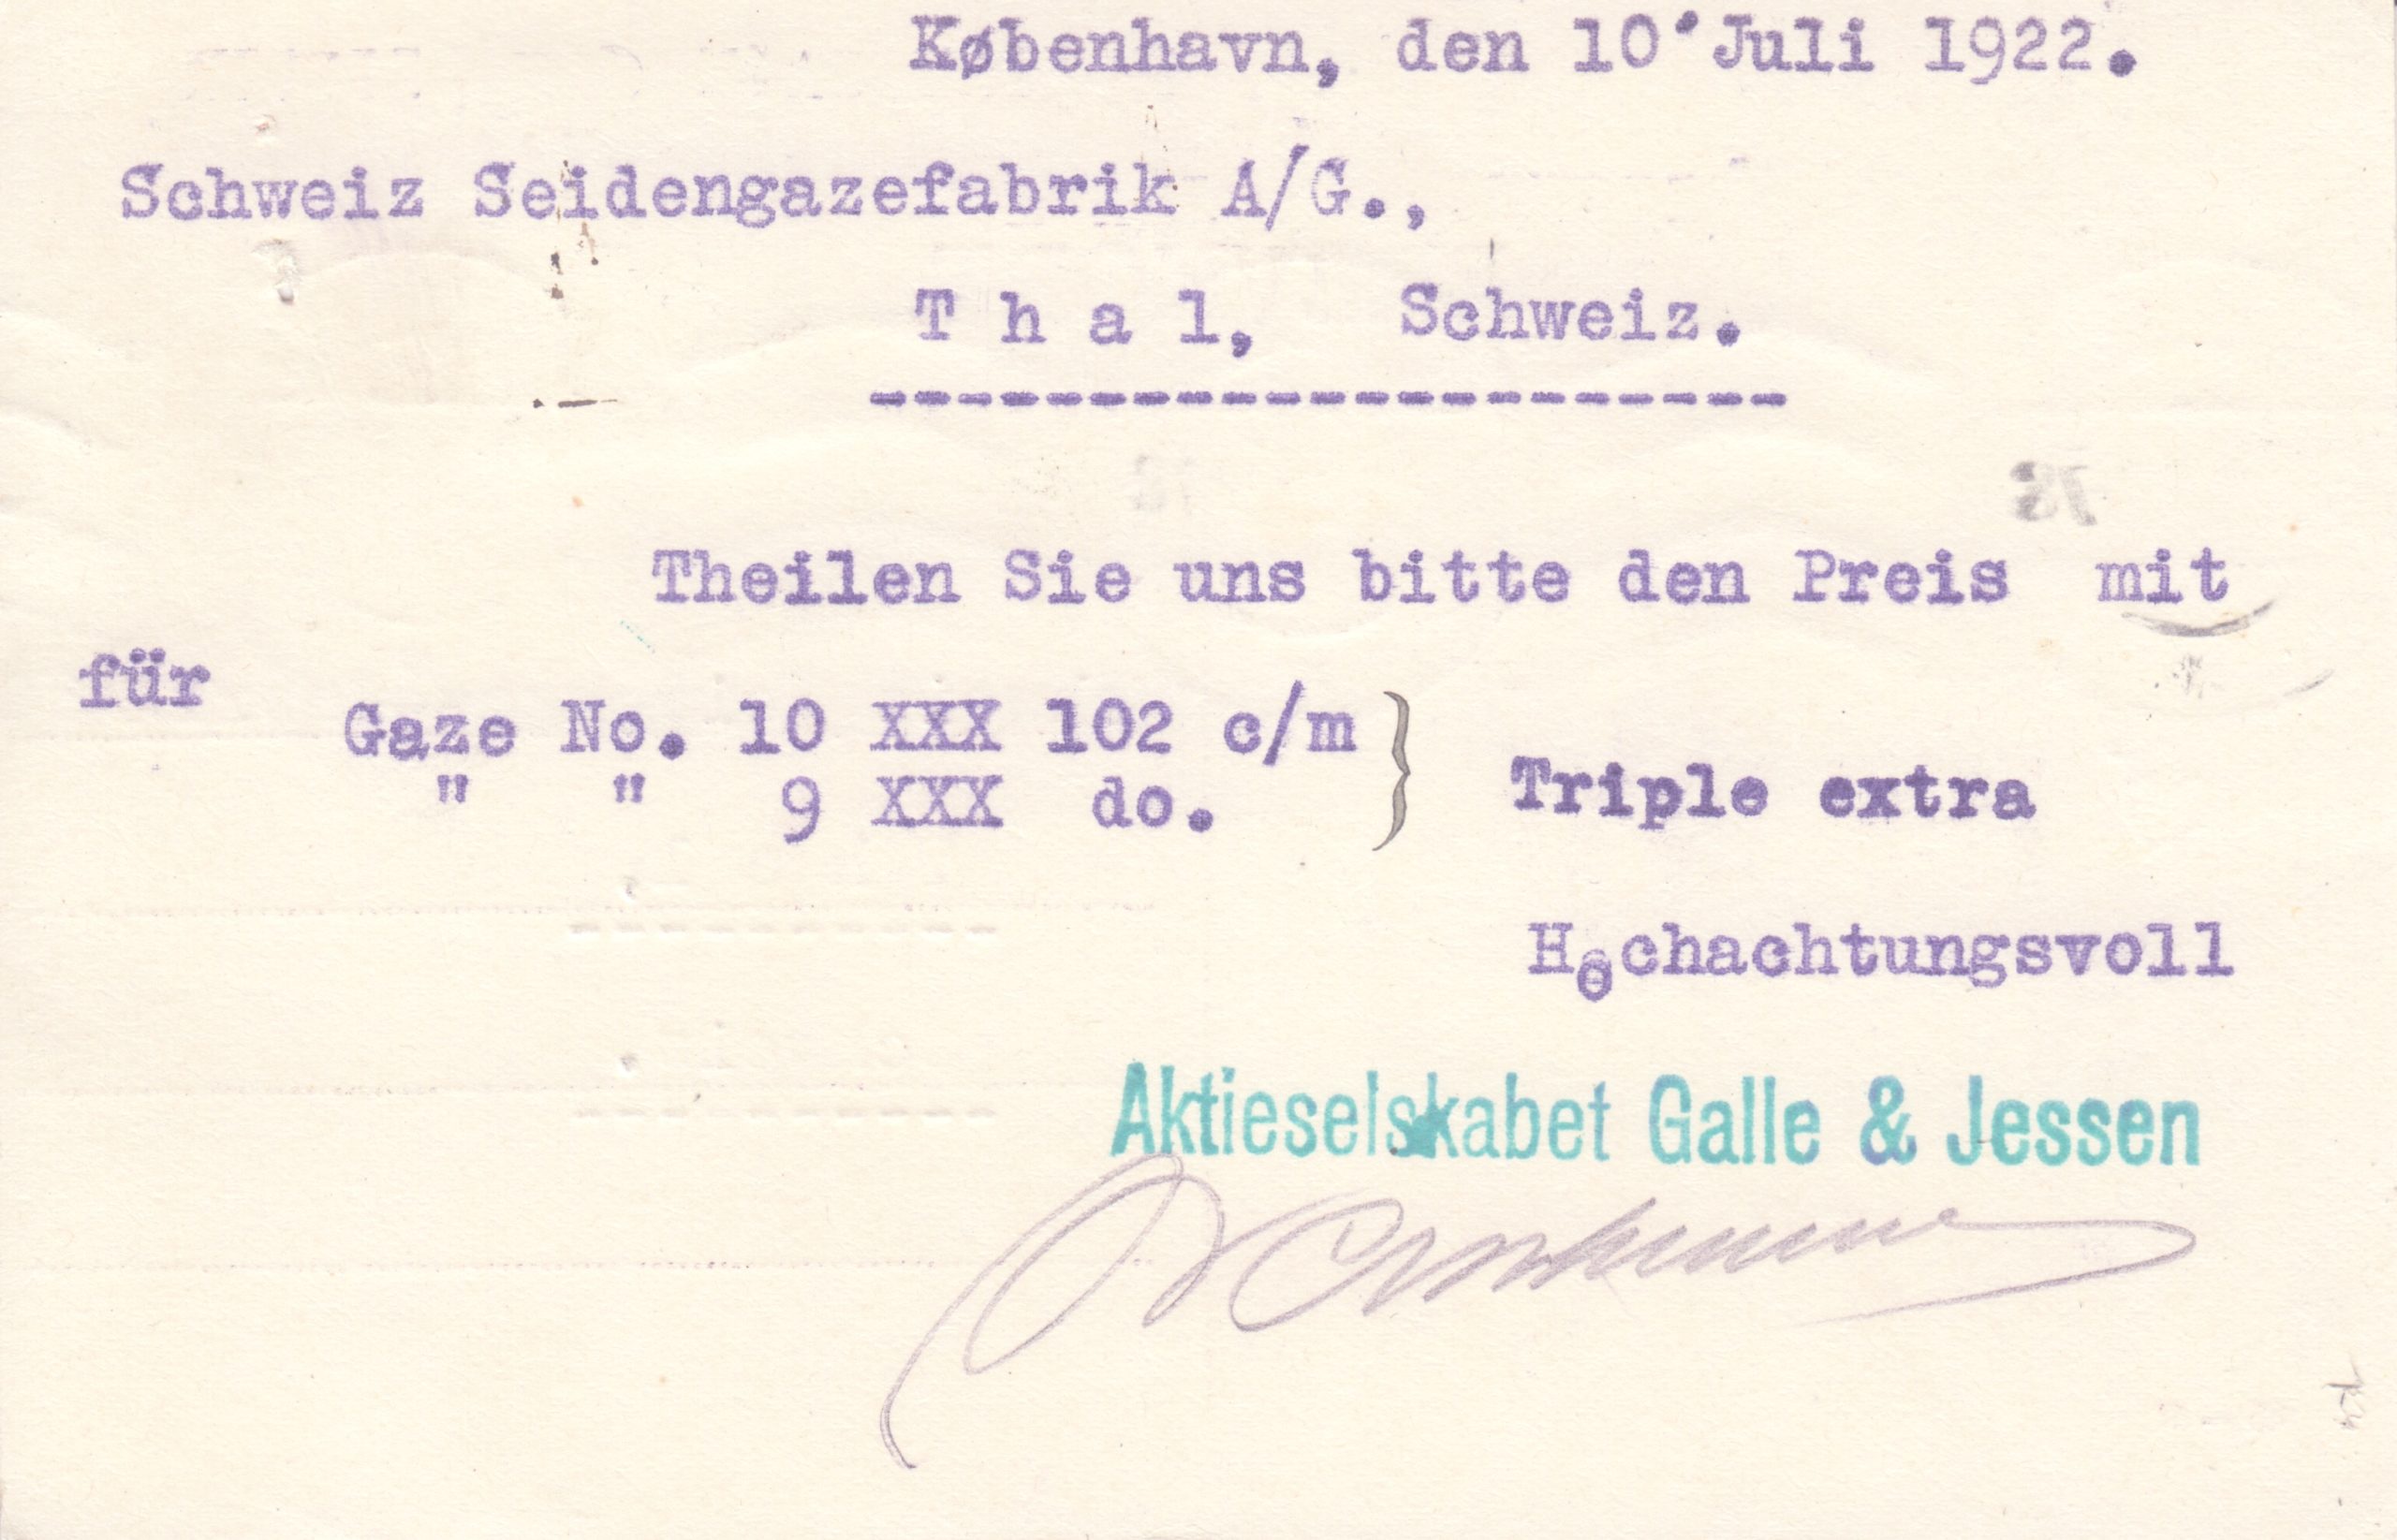 København, den 10' Juli 1922.
Schweiz Seidengazefabrik A/G.,
T h a l, Schweiz.
Theilen Sie uns bitte den Preis mit
für
Gaze No. 10 XXX 102 c/m
" " 9 XXX do.
Triple extra
Hochachtungsvoll
Aktieselskabet Galle & Jessen